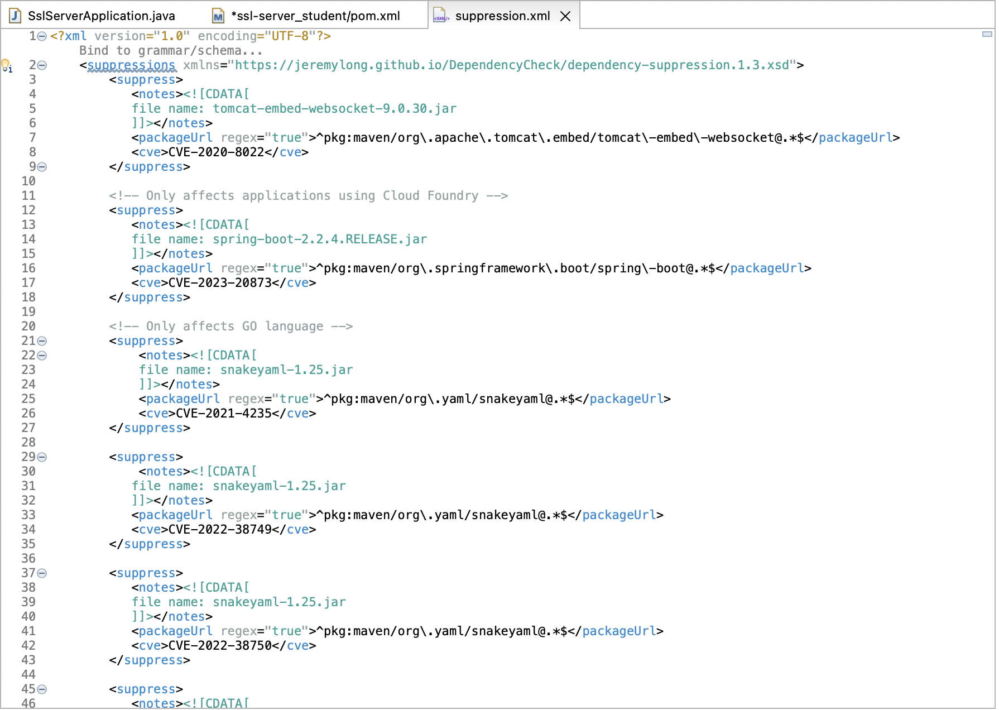 SslServerApplication.java *ssl-server_student/pom.xml suppression.xml
1 <?xml version="1.0" encoding="UTF-8"?>
Bind to grammar/schema...
2 <suppressions xmlns="https://jeremylong.github.io/DependencyCheck/dependency-suppression.1.3.xsd">
3 <suppress>
4 <notes><![CDATA[
5 file name: tomcat-embed-websocket-9.0.30.jar
6 ]]></notes>
7 <packageUrl regex="true">^pkg:maven/org\.apache\.tomcat\.embed/tomcat\-embed\-websocket@.*$</packageUrl>
8 <cve>CVE-2020-8022</cve>
9 </suppress>
10
11 <!-- Only affects applications using Cloud Foundry -->
12 <suppress>
13 <notes><![CDATA[
14 file name: spring-boot-2.2.4.RELEASE.jar
15 ]]></notes>
16 <packageUrl regex="true">^pkg:maven/org\.springframework\.boot/spring\-boot@.*$</packageUrl>
17 <cve>CVE-2023-20873</cve>
18 </suppress>
19
20 <!-- Only affects GO language -->
21 <suppress>
22 <notes><![CDATA[
23 file name: snakeyaml-1.25.jar
24 ]]></notes>
25 <packageUrl regex="true">^pkg:maven/org\.yaml/snakeyaml@.*$</packageUrl>
26 <cve>CVE-2021-4235</cve>
27 </suppress>
28
29 <suppress>
30 <notes><![CDATA[
31 file name: snakeyaml-1.25.jar
32 ]]></notes>
33 <packageUrl regex="true">^pkg:maven/org\.yaml/snakeyaml@.*$</packageUrl>
34 <cve>CVE-2022-38749</cve>
35 </suppress>
36
37 <suppress>
38 <notes><![CDATA[
39 file name: snakeyaml-1.25.jar
40 ]]></notes>
41 <packageUrl regex="true">^pkg:maven/org\.yaml/snakeyaml@.*$</packageUrl>
42 <cve>CVE-2022-38750</cve>
43 </suppress>
44
45 <suppress>
46 <notes><![CDATA[